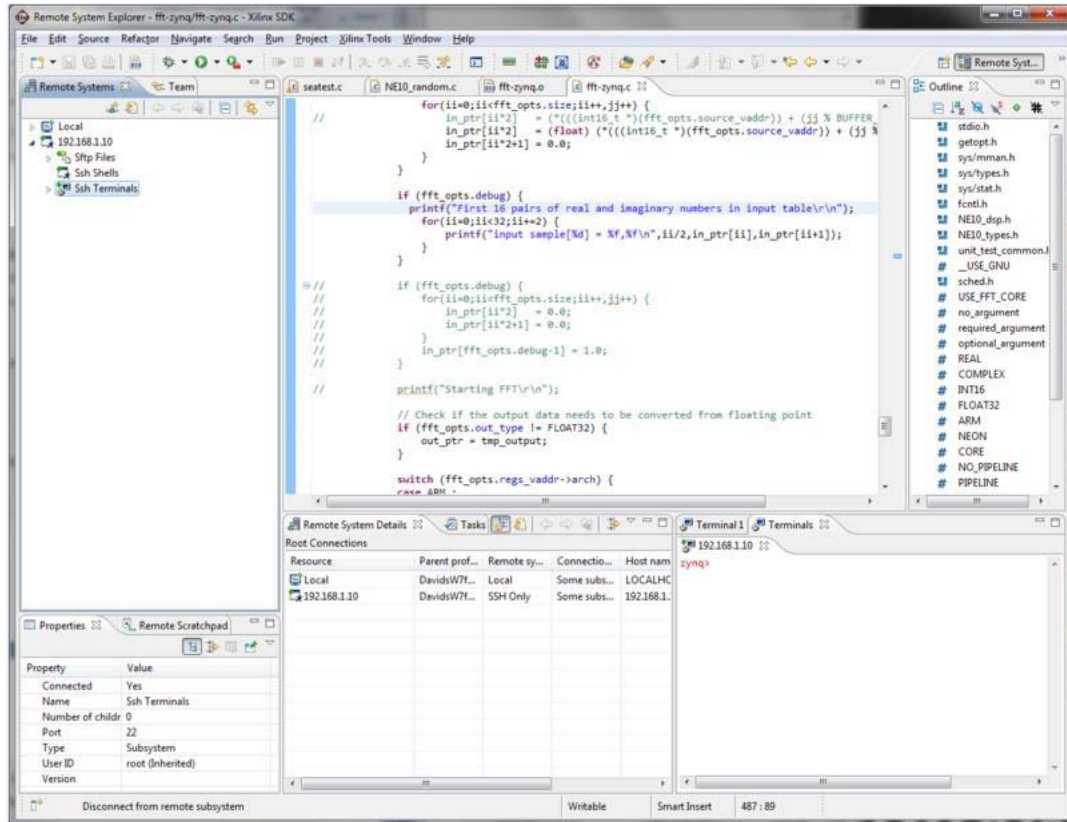 Remote System Explorer - fft-zynq/fft-zynq.c - Xilinx SDK
File Edit Source Refactor Navigate Search Run Project Xilinx Tools Window Help
Remote Syst...
Remote Systems Team
Local
192.168.1.10
Sftp Files
Ssh Shells
Ssh Terminals
seatest.c NE10_random.c fft-zynq.o fft-zynq.c
for(ii=0;ii<fft_opts.size;ii++,jj++) {
// in_ptr[ii*2] = (*(((int16_t *)(fft_opts.source_vaddr)) + (jj % BUFFER_
in_ptr[ii*2] = (float) (*(((int16_t *)(fft_opts.source_vaddr)) + (jj %
in_ptr[ii*2+1] = 0.0;
}
}
if (fft_opts.debug) {
printf("First 16 pairs of real and imaginary numbers in input table\r\n");
for(ii=0;ii<32;ii+=2) {
printf("input sample[%d] = %f,%f\n",ii/2,in_ptr[ii],in_ptr[ii+1]);
}
}
// if (fft_opts.debug) {
// for(ii=0;ii<fft_opts.size;ii++,jj++) {
// in_ptr[ii*2] = 0.0;
// in_ptr[ii*2+1] = 0.0;
// }
// in_ptr[fft_opts.debug-1] = 1.0;
// }
// printf("Starting FFT\r\n");
// Check if the output data needs to be converted from floating point
if (fft_opts.out_type != FLOAT32) {
out_ptr = tmp_output;
}
switch (fft_opts.regs_vaddr->arch) {
case ARM :
Outline
stdio.h
getopt.h
sys/mman.h
sys/types.h
sys/stat.h
fcntl.h
NE10_dsp.h
NE10_types.h
unit_test_common.h
__USE_GNU
sched.h
USE_FFT_CORE
no_argument
required_argument
optional_argument
REAL
COMPLEX
INT16
FLOAT32
ARM
NEON
CORE
NO_PIPELINE
PIPELINE
Remote System Details Tasks
Root Connections
Resource Parent prof... Remote sy... Connectio... Host nam
Local DavidsW7f... Local Some subs... LOCALHC
192.168.1.10 DavidsW7f... SSH Only Some subs... 192.168.1.
Terminal 1 Terminals
192.168.1.10
zynq>
Properties Remote Scratchpad
Property Value
Connected Yes
Name Ssh Terminals
Number of childr 0
Port 22
Type Subsystem
User ID root (Inherited)
Version
Disconnect from remote subsystem Writable Smart Insert 487 : 89